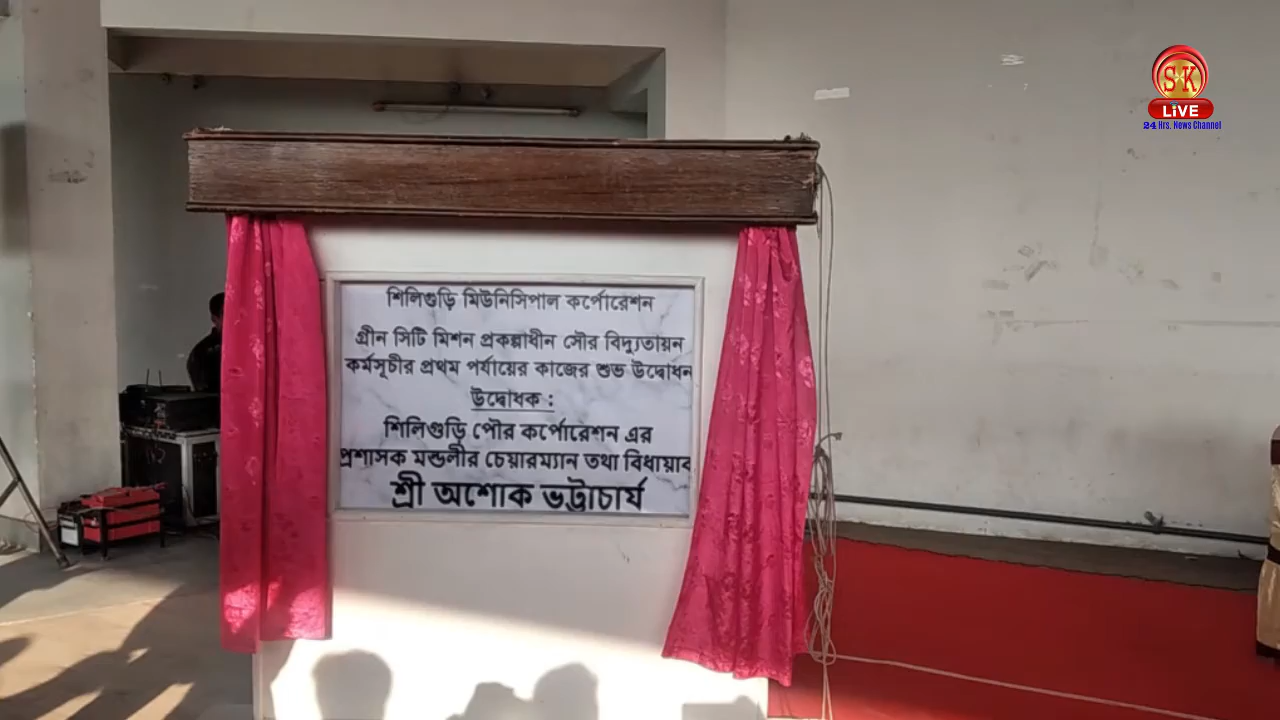 S K
LiVE
24 Hrs. News Channel
শিলিগুড়ি মিউনিসিপাল কর্পোরেশন
গ্রীন সিটি মিশন প্রকল্পাধীন সৌর বিদ্যুতায়ন
কর্মসূচীর প্রথম পর্যায়ের কাজের শুভ উদ্বোধন
উদ্বোধক :
শিলিগুড়ি পৌর কর্পোরেশন এর
প্রশাসক মন্ডলীর চেয়ারম্যান তথা
শ্রী অশোক ভট্টাচার্য